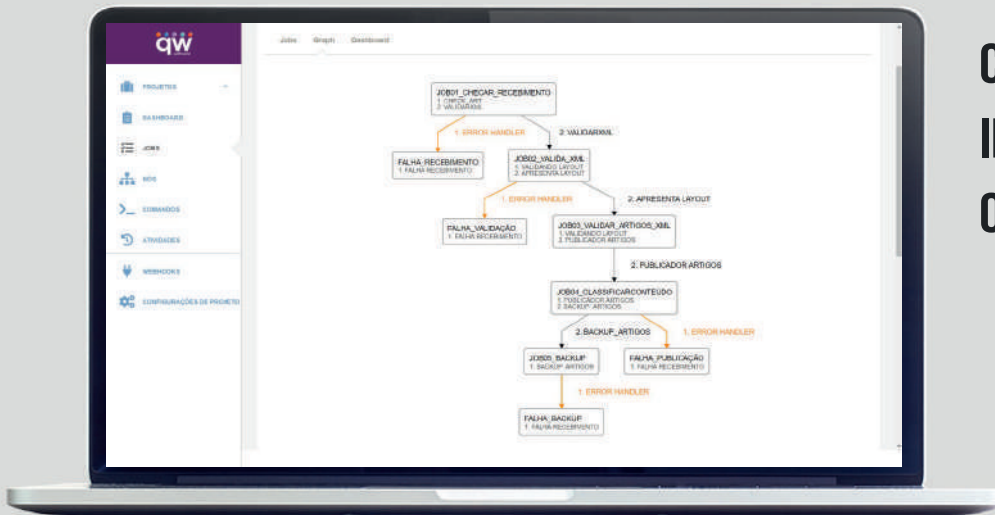 qw
PROJETOS
DASHBOARD
JOBS
NÓS
COMANDOS
ATIVIDADES
WEBHOOKS
CONFIGURAÇÕES DE PROJETO
Jobs Graph Dashboard
JOB01_CHECAR_RECEBIMENTO
1. CHECK_ART
2. VALIDARXML
1. ERROR HANDLER
2. VALIDARXML
FALHA_RECEBIMENTO
1. FALHA RECEBIMENTO
JOB02_VALIDA_XML
1. VALIDANDO LAYOUT
2. APRESENTA LAYOUT
1. ERROR HANDLER
2. APRESENTA LAYOUT
FALHA_VALIDAÇÃO
1. FALHA RECEBIMENTO
JOB03_VALIDAR_ARTIGOS_XML
1. VALIDANDO LAYOUT
2. PUBLICADOR ARTIGOS
2. PUBLICADOR ARTIGOS
JOB04_CLASSIFICARCONTEÚDO
1. PUBLICADOR ARTIGOS
2. BACKUP_ARTIGOS
2. BACKUP_ARTIGOS
1. ERROR HANDLER
JOB05_BACKUP
1. BACKUP ARTIGOS
FALHA_PUBLICAÇÃO
1. FALHA RECEBIMENTO
1. ERROR HANDLER
FALHA_BACKUP
1. FALHA RECEBIMENTO